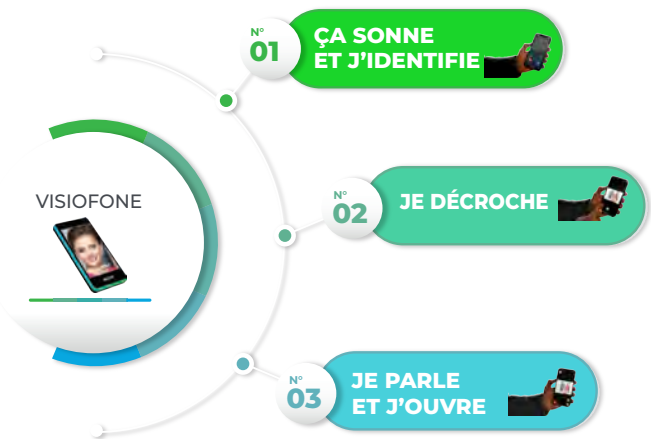 N°
01
ÇA SONNE
ET J'IDENTIFIE
VISIOFONE
N°
02
JE DÉCROCHE
N°
03
JE PARLE
ET J'OUVRE